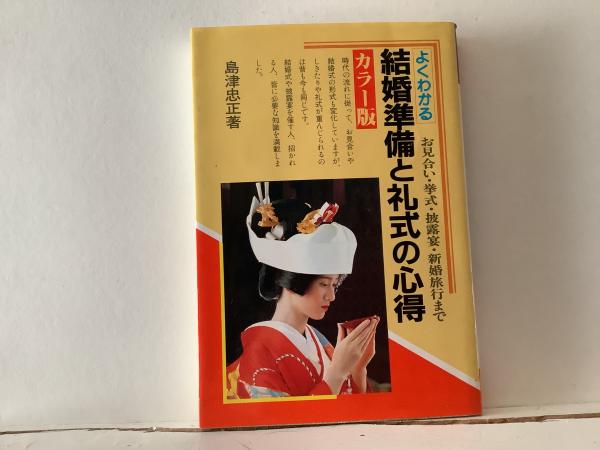 よくわかる
結婚準備と礼式の心得
お見合い・挙式・披露宴・新婚旅行まで
カラー版
時代の流れに従って、お見合いや
結婚式の形式も変化していますが、
しきたりや礼式が重んじられるの
は昔も今も同じです。
結婚式や披露宴を催す人、招かれ
る人、皆に必要な知識を満載しま
した。
島津忠正著